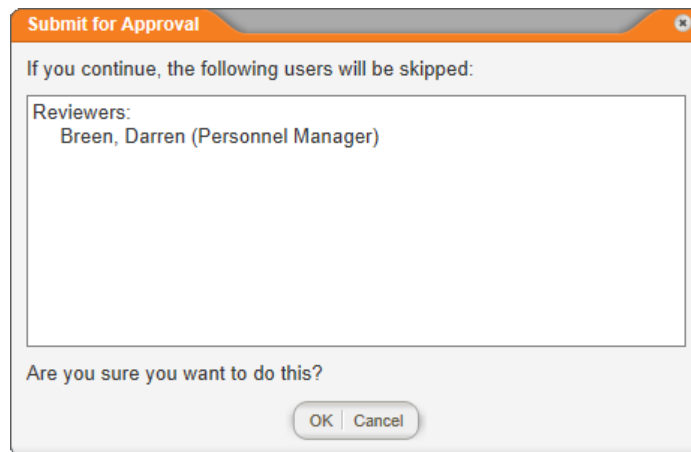 Submit for Approval
If you continue, the following users will be skipped:
Reviewers:
Breen, Darren (Personnel Manager)
Are you sure you want to do this?
OK | Cancel